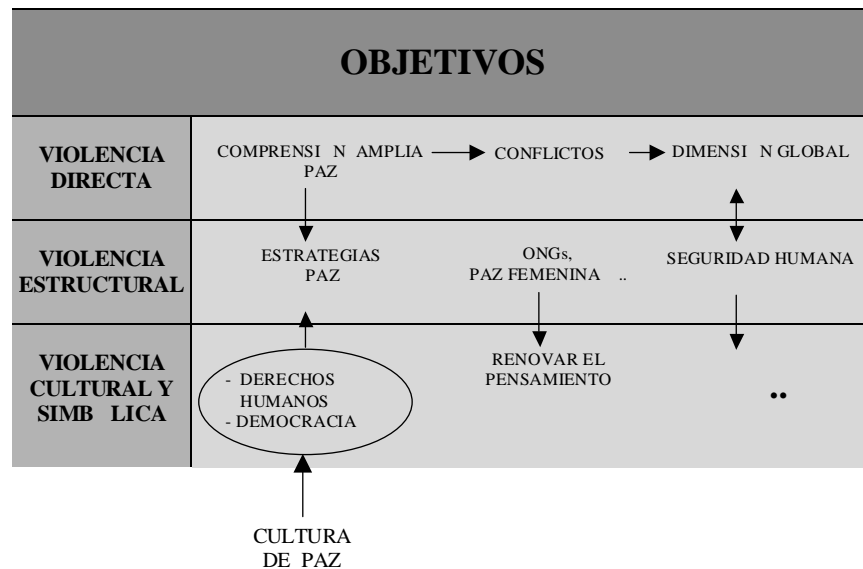 OBJETIVOS
VIOLENCIA
DIRECTA
COMPRENSI N AMPLIA
PAZ
CONFLICTOS
DIMENSI N GLOBAL
VIOLENCIA
ESTRUCTURAL
ESTRATEGIAS
PAZ
ONGs,
PAZ FEMENINA ..
SEGURIDAD HUMANA
VIOLENCIA
CULTURAL Y
SIMB LICA
- DERECHOS
HUMANOS
- DEMOCRACIA
RENOVAR EL
PENSAMIENTO
..
CULTURA
DE PAZ